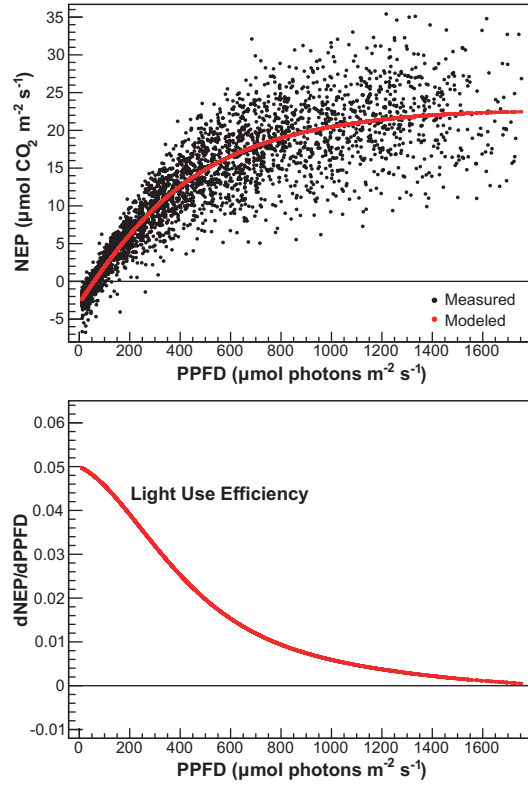 35
30
25
20
15
10
5
0
-5
NEP (µmol CO2 m-2 s-1)
Measured
Modeled
0 200 400 600 800 1000 1200 1400 1600
PPFD (µmol photons m-2 s-1)
0.06
0.05
0.04
0.03
0.02
0.01
0
-0.01
dNEP/dPPFD
Light Use Efficiency
0 200 400 600 800 1000 1200 1400 1600
PPFD (µmol photons m-2 s-1)